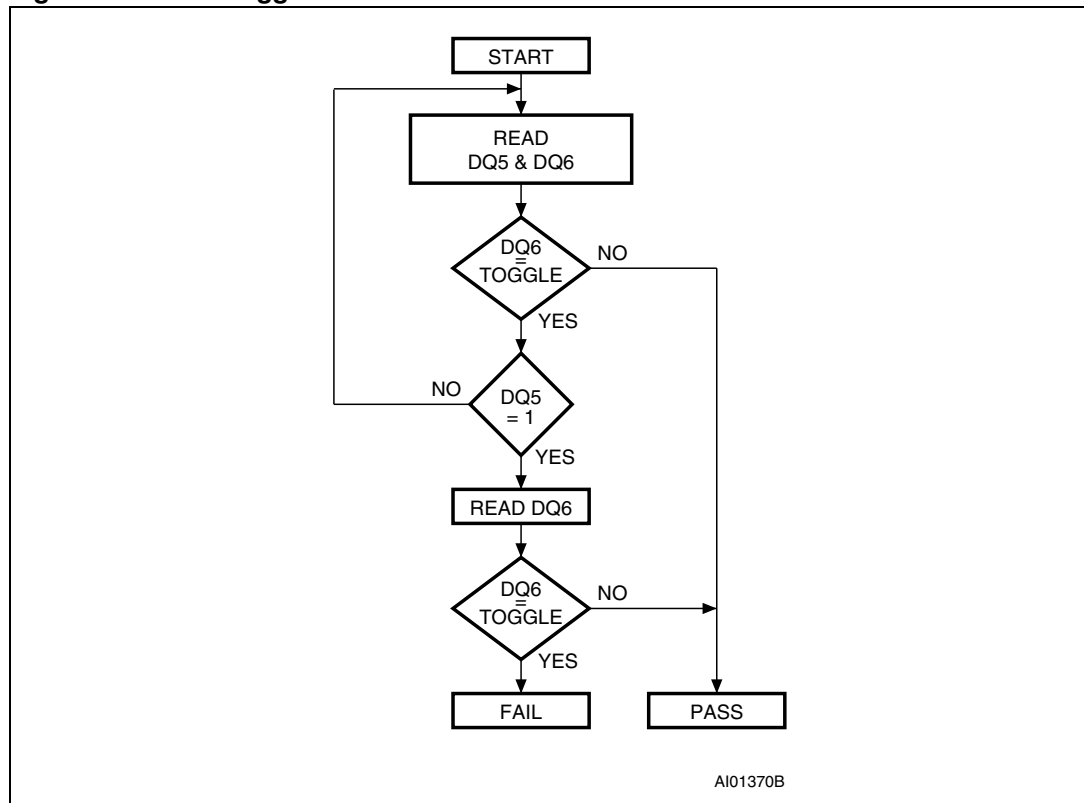 START
READ
DQ5 & DQ6
DQ6
=
TOGGLE
NO
YES
NO
DQ5
= 1
YES
READ DQ6
DQ6
=
TOGGLE
NO
YES
FAIL
PASS
AI01370B